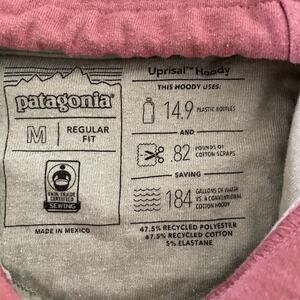 patagonia
M
REGULAR
FIT
FAIR TRADE
CERTIFIED
SEWING
MADE IN MEXICO
Uprisal™ Hoody
THIS HOODY USES:
14.9 PLASTIC BOTTLES
AND
82 POUNDS OF
COTTON SCRAPS
SAVING
184 GALLONS OF WATER
VS. A CONVENTIONAL
COTTON HOODY
47.5% RECYCLED POLYESTER
47.5% RECYCLED COTTON
5% ELASTANE